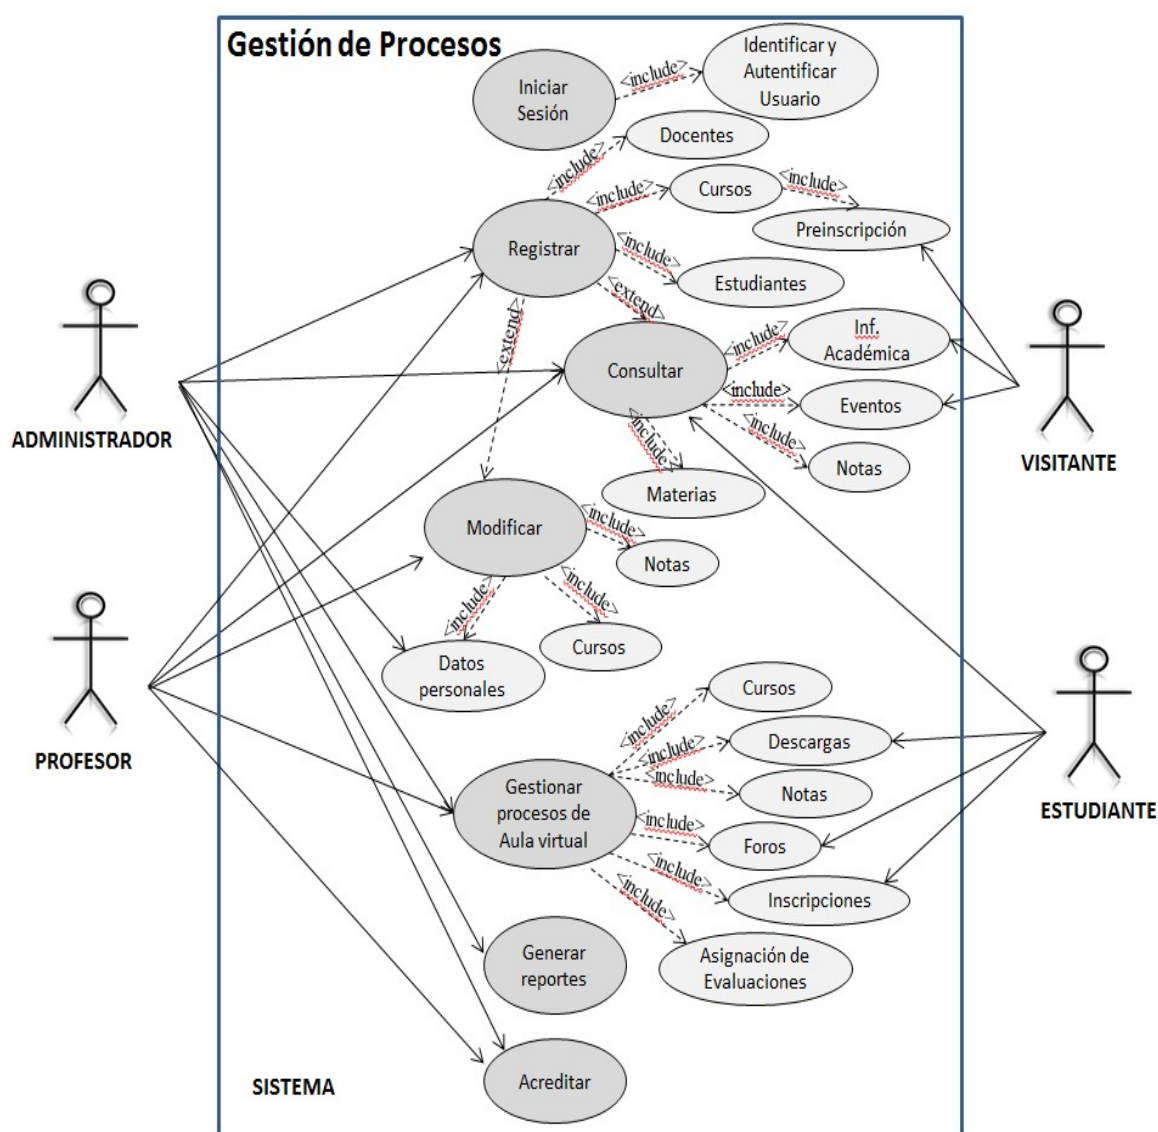 Gestión de Procesos
Identificar y
Autentificar
Usuario
<include>
Iniciar
Sesión
Docentes
<include>
Cursos
<include>
<include>
Preinscripción
Registrar
<include>
Estudiantes
<extend>
<extend>
Inf.
Académica
<include>
Consultar
<include>
Eventos
<include>
Notas
<include>
Materias
ADMINISTRADOR
VISITANTE
Modificar
<include>
Notas
<include>
<include>
Cursos
Datos
personales
PROFESOR
Cursos
<include>
Descargas
<include>
<include>
Notas
Gestionar
procesos de
Aula virtual
<include>
Foros
<include>
Inscripciones
<include>
Asignación de
Evaluaciones
ESTUDIANTE
Generar
reportes
Acreditar
SISTEMA